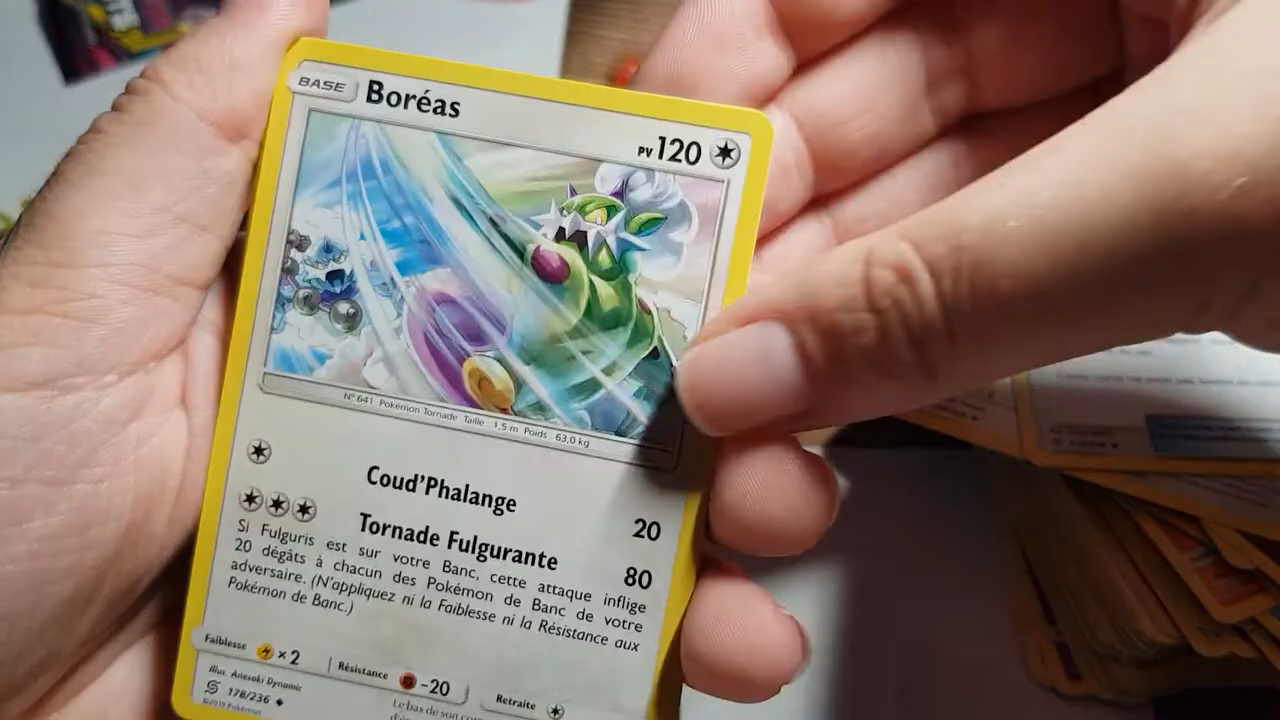 BASE Boréas
PV 120
N° 641 Pokémon Tornade Taille : 1,5 m Poids : 63,0 kg
Coud'Phalange 20
Tornade Fulgurante 80
Si Fulguris est sur votre Banc, cette attaque inflige
20 dégâts à chacun des Pokémon de Banc de votre
adversaire. (N'appliquez ni la Faiblesse ni la Résistance aux
Pokémon de Banc.)
Faiblesse ×2 Résistance -20 Retraite
Illus. Anesaki Dynamic
178/236
©2019 Pokémon
Le bas de son